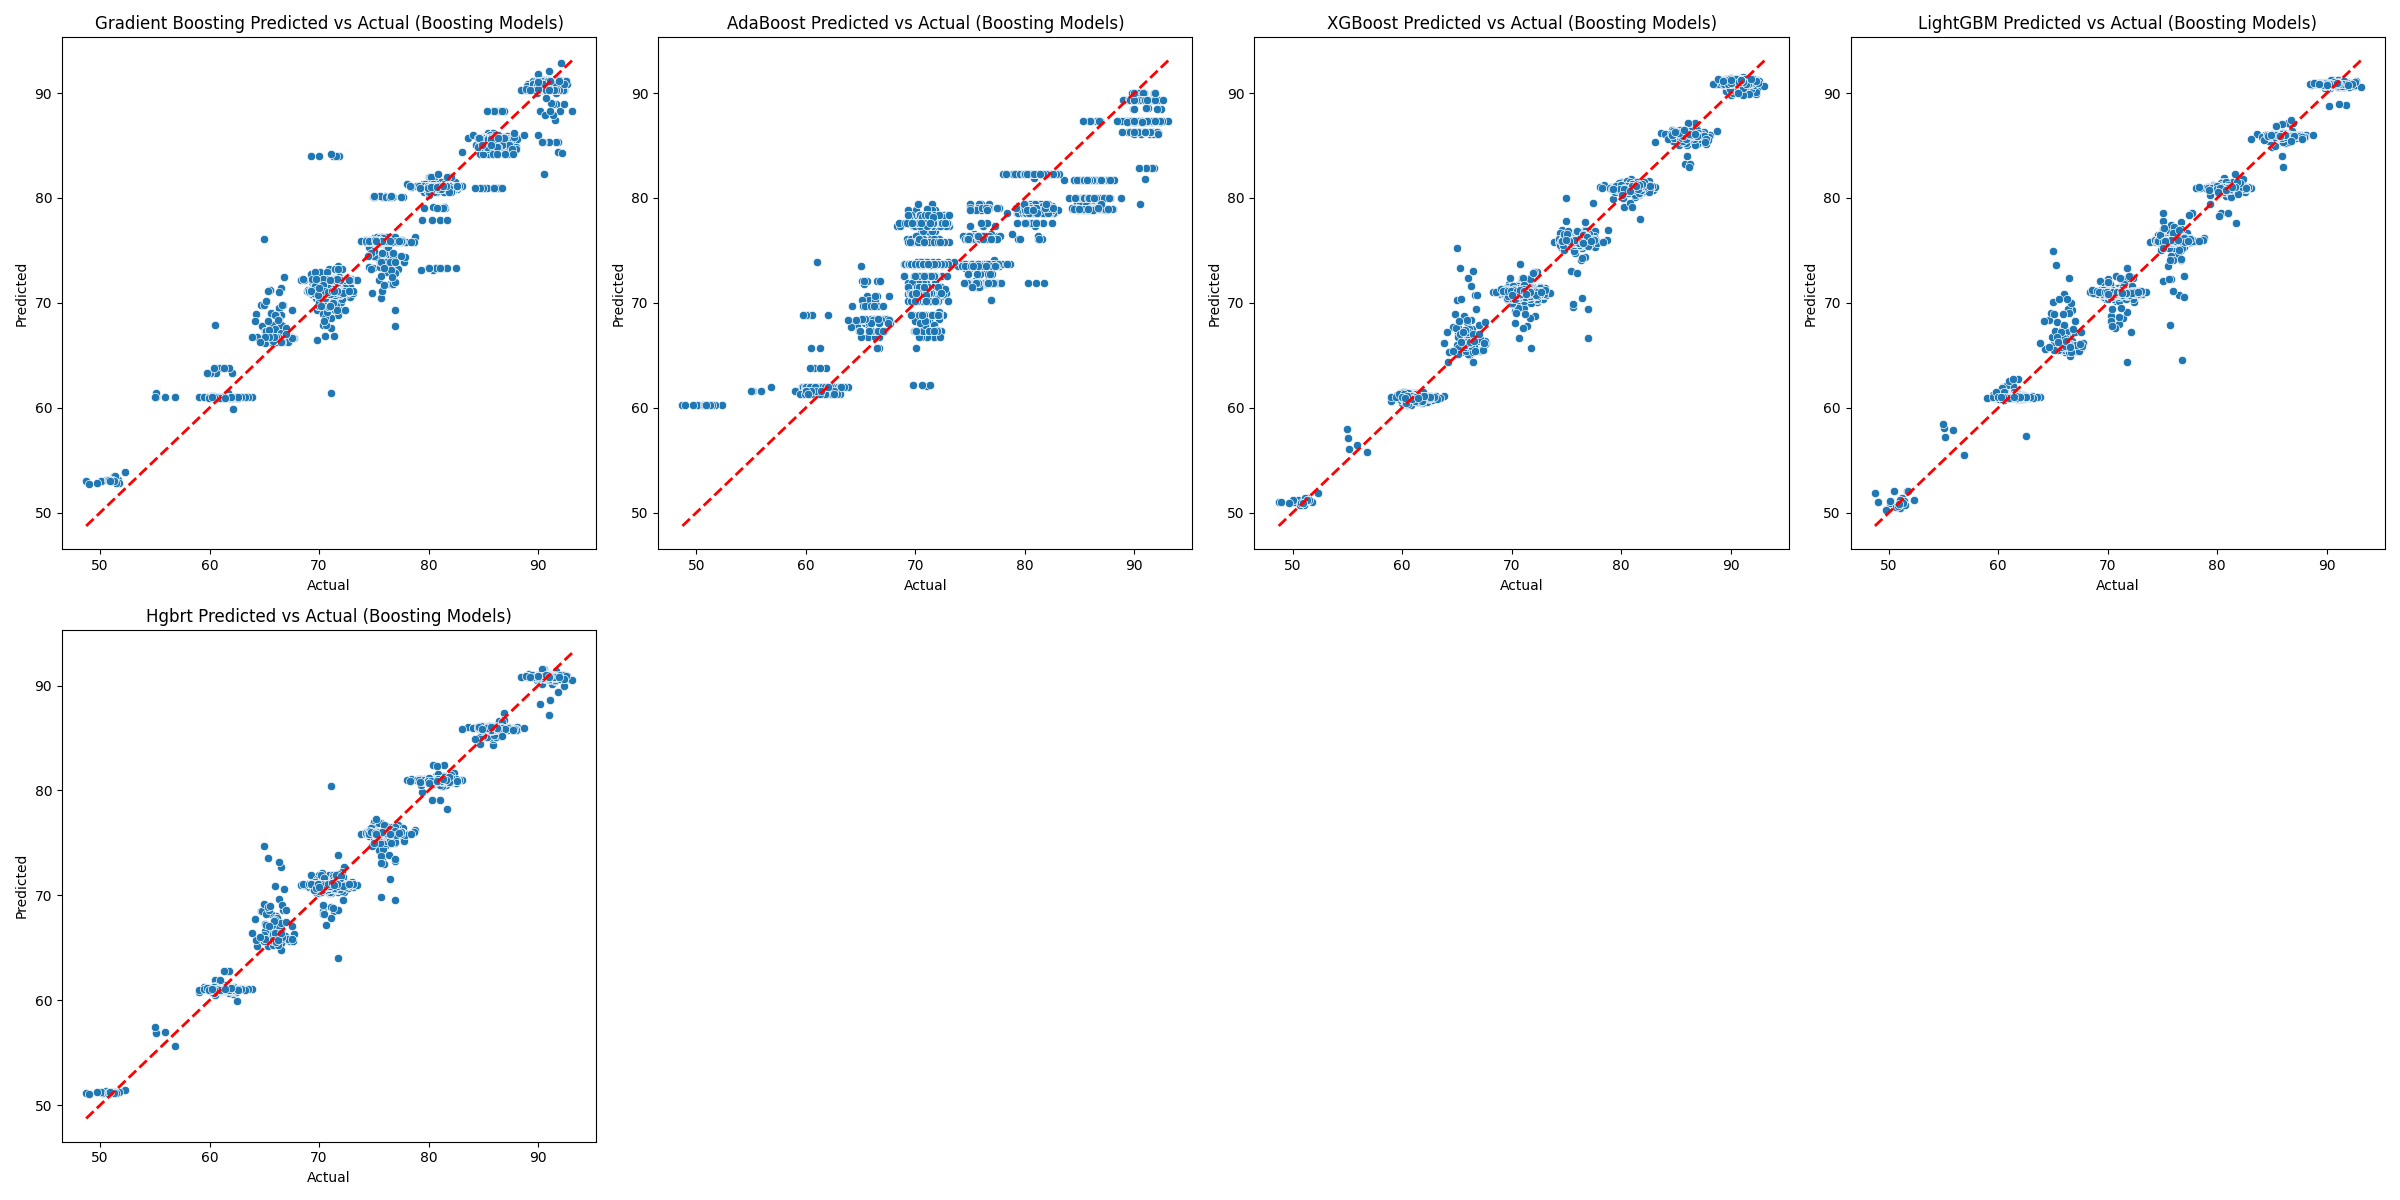 Gradient Boosting Predicted vs Actual (Boosting Models)
90
80
70
60
50
Predicted
50 60 70 80 90
Actual
AdaBoost Predicted vs Actual (Boosting Models)
90
80
70
60
50
Predicted
50 60 70 80 90
Actual
XGBoost Predicted vs Actual (Boosting Models)
90
80
70
60
50
Predicted
50 60 70 80 90
Actual
LightGBM Predicted vs Actual (Boosting Models)
90
80
70
60
50
Predicted
50 60 70 80 90
Actual
Hgbrt Predicted vs Actual (Boosting Models)
90
80
70
60
50
Predicted
50 60 70 80 90
Actual